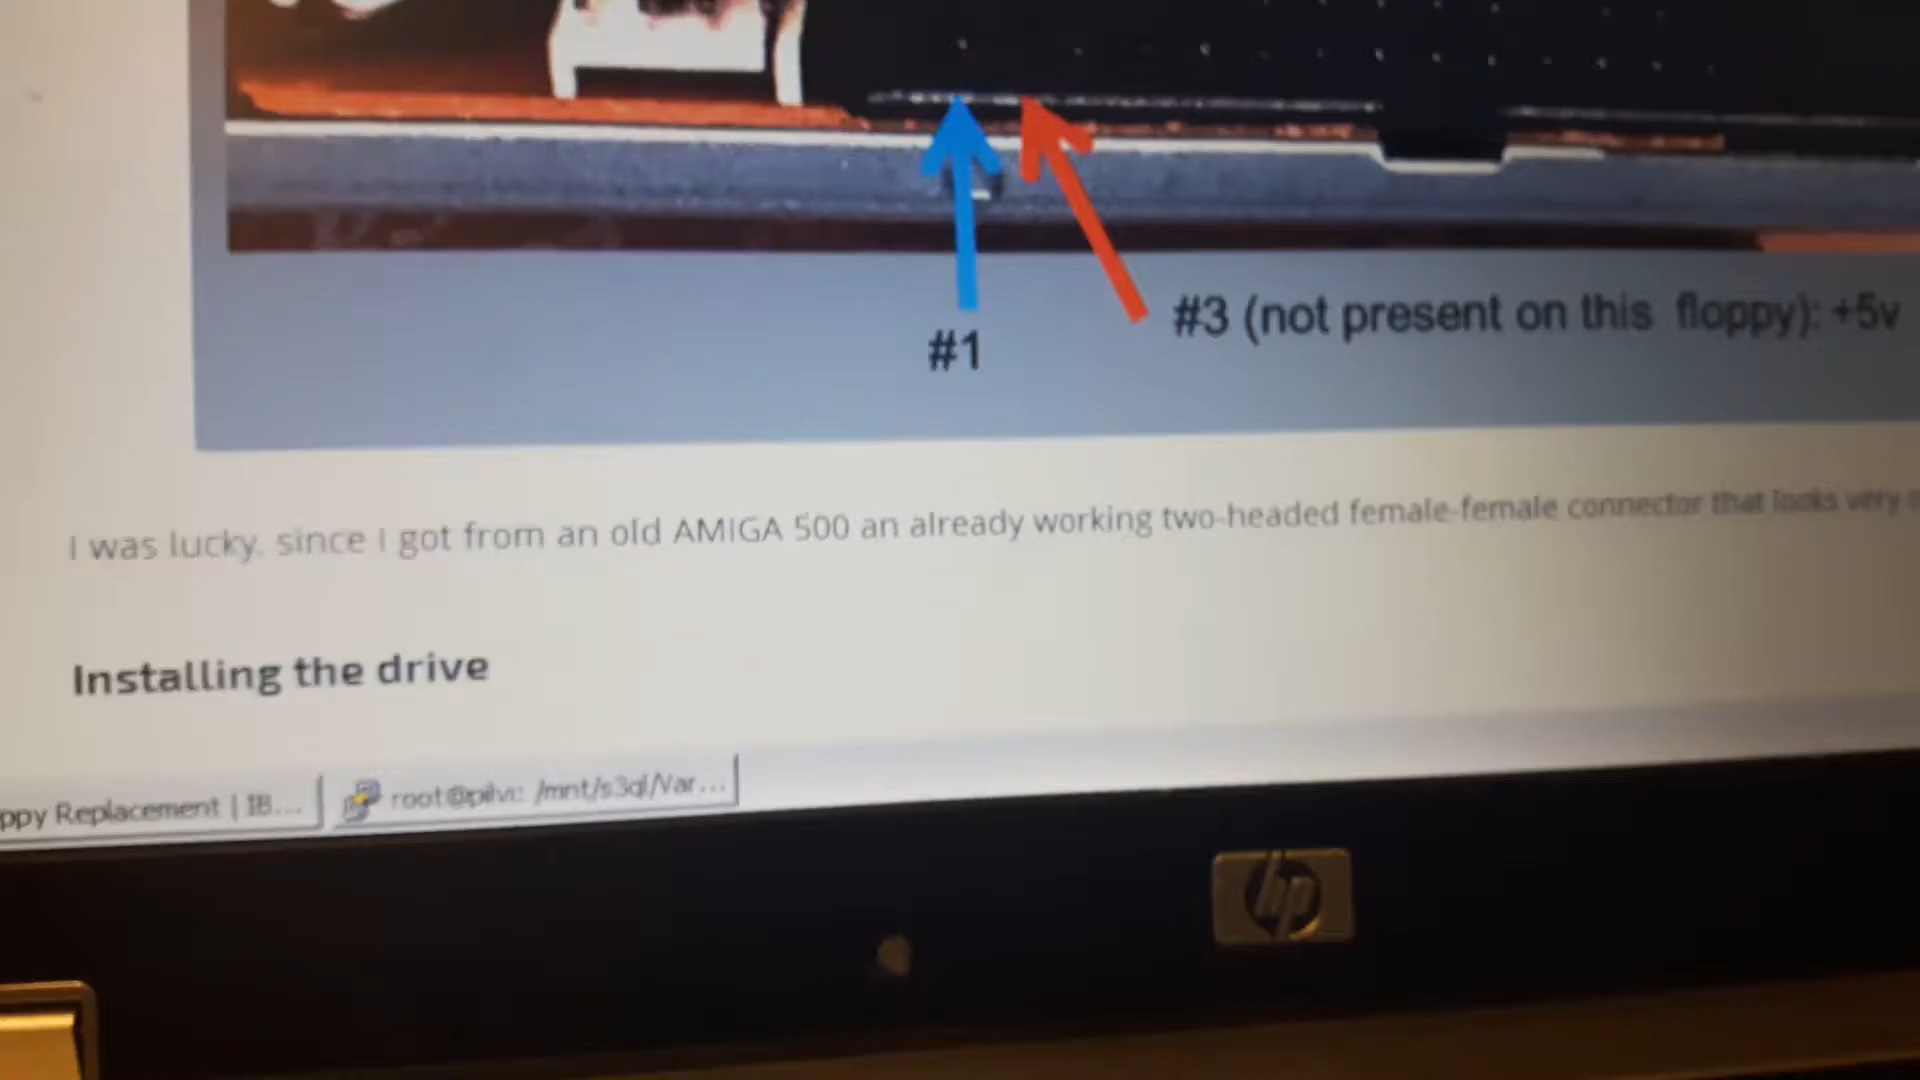 #3 (not present on this floppy): +5v
#1
I was lucky. since I got from an old AMIGA 500 an already working two-headed female-female connector that looks very
Installing the drive
ppy Replacement | IB...
root@pilvi: /mnt/s3ql/Var...
hp